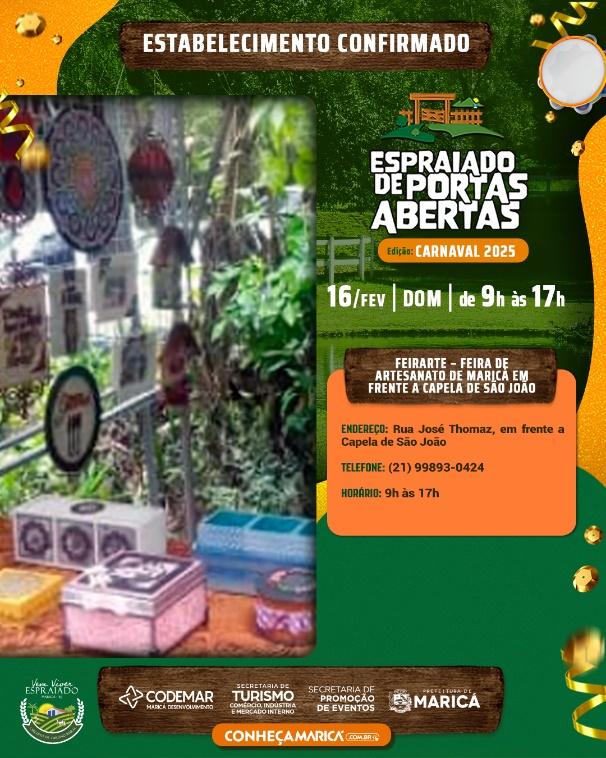 ESTABELECIMENTO CONFIRMADO
ESPRAIADO
DE PORTAS
ABERTAS
Edição: CARNAVAL 2025
16/FEV | DOM | de 9h às 17h
FEIRARTE – FEIRA DE
ARTESANATO DE MARICÁ EM
FRENTE A CAPELA DE SÃO JOÃO
ENDEREÇO: Rua José Thomaz, em frente a
Capela de São João
TELEFONE: (21) 99893-0424
HORÁRIO: 9h às 17h
Vem Viver
ESPRAIADO
MARICÁ - RJ
CODEMAR
MARICÁ DESENVOLVIMENTO
SECRETARIA DE
TURISMO
COMÉRCIO, INDÚSTRIA
E MERCADO INTERNO
SECRETARIA DE
PROMOÇÃO
DE EVENTOS
PREFEITURA DE
MARICÁ
CONHEÇAMARICÁ .COM.BR